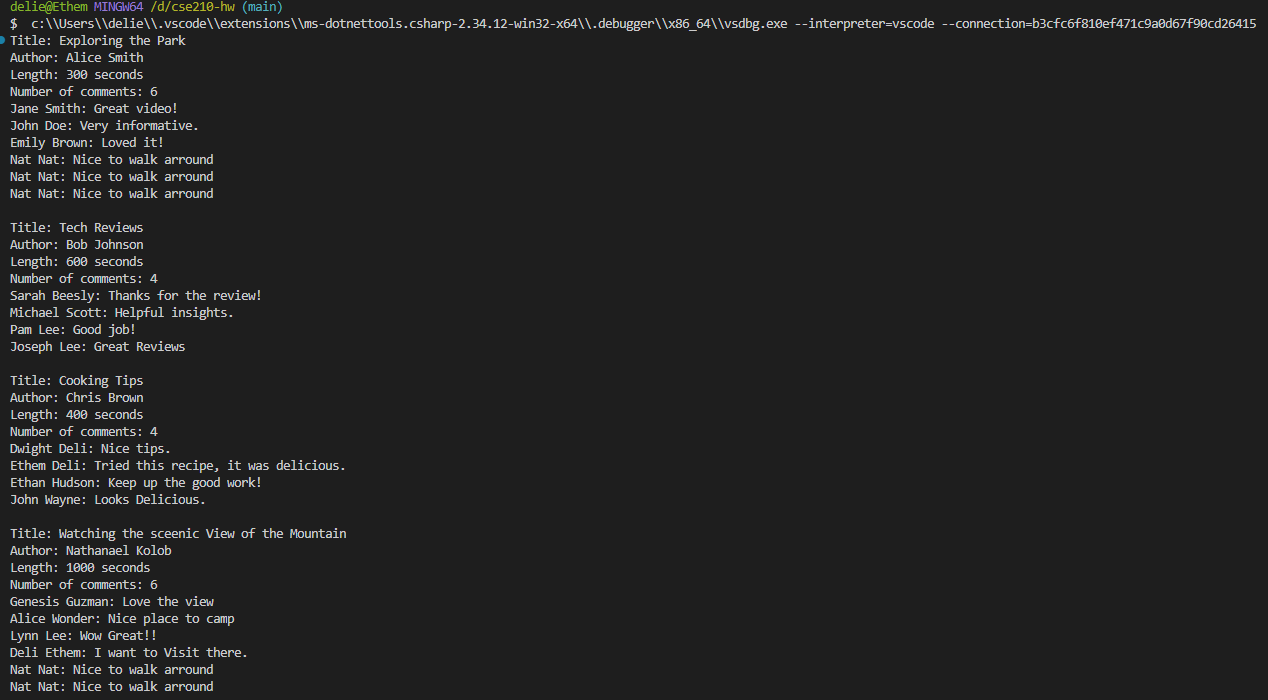 delie@Ethem MINGW64 /d/cse210-hw (main)
$  c:\\Users\\delie\\.vscode\\extensions\\ms-dotnettools.csharp-2.34.12-win32-x64\\.debugger\\x86_64\\vsdbg.exe --interpreter=vscode --connection=b3cfc6f810ef471c9a0d67f90cd26415
Title: Exploring the Park
Author: Alice Smith
Length: 300 seconds
Number of comments: 6
Jane Smith: Great video!
John Doe: Very informative.
Emily Brown: Loved it!
Nat Nat: Nice to walk arround
Nat Nat: Nice to walk arround
Nat Nat: Nice to walk arround

Title: Tech Reviews
Author: Bob Johnson
Length: 600 seconds
Number of comments: 4
Sarah Beesly: Thanks for the review!
Michael Scott: Helpful insights.
Pam Lee: Good job!
Joseph Lee: Great Reviews

Title: Cooking Tips
Author: Chris Brown
Length: 400 seconds
Number of comments: 4
Dwight Deli: Nice tips.
Ethem Deli: Tried this recipe, it was delicious.
Ethan Hudson: Keep up the good work!
John Wayne: Looks Delicious.

Title: Watching the sceenic View of the Mountain
Author: Nathanael Kolob
Length: 1000 seconds
Number of comments: 6
Genesis Guzman: Love the view
Alice Wonder: Nice place to camp
Lynn Lee: Wow Great!!
Deli Ethem: I want to Visit there.
Nat Nat: Nice to walk arround
Nat Nat: Nice to walk arround